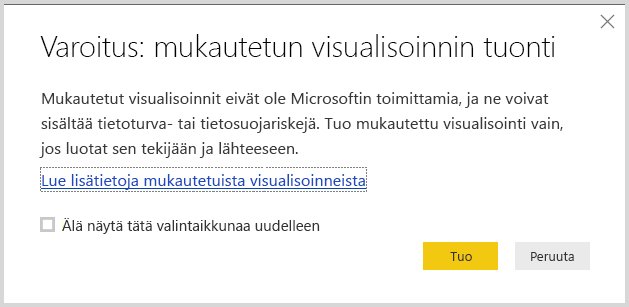 Varoitus: mukautetun visualisoinnin tuonti
Mukautetut visualisoinnit eivät ole Microsoftin toimittamia, ja ne voivat
sisältää tietoturva- tai tietosuojariskejä. Tuo mukautettu visualisointi vain,
jos luotat sen tekijään ja lähteeseen.
Lue lisätietoja mukautetuista visualisoinneista
Älä näytä tätä valintaikkunaa uudelleen
Tuo Peruuta